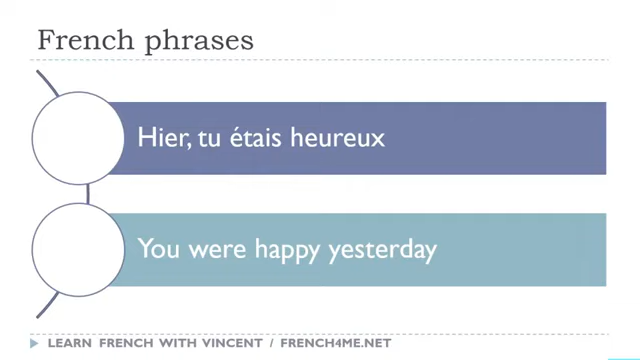 French phrases
Hier, tu étais heureux
You were happy yesterday
LEARN FRENCH WITH VINCENT / FRENCH4ME.NET